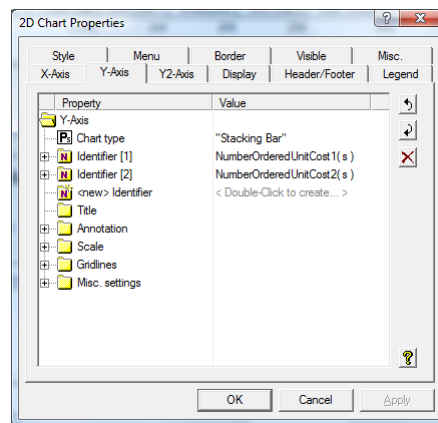 2D Chart Properties
Style Menu Border Visible Misc.
X-Axis Y-Axis Y2-Axis Display Header/Footer Legend
Property Value
Y-Axis
Chart type "Stacking Bar"
Identifier [1] NumberOrderedUnitCost1( s )
Identifier [2] NumberOrderedUnitCost2( s )
<new> Identifier < Double-Click to create... >
Title
Annotation
Scale
Gridlines
Misc. settings
OK Cancel Apply